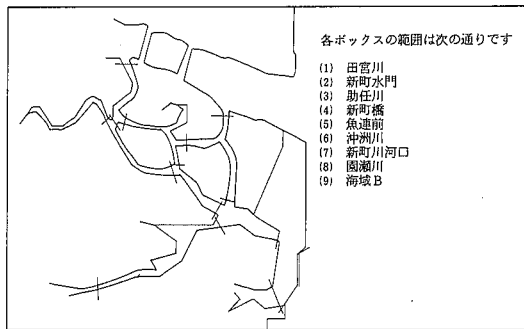 各ボックスの範囲は次の通りです
(1) 田宮川
(2) 新町水門
(3) 助任川
(4) 新町橋
(5) 魚連前
(6) 沖洲川
(7) 新町川河口
(8) 園瀬川
(9) 海域B